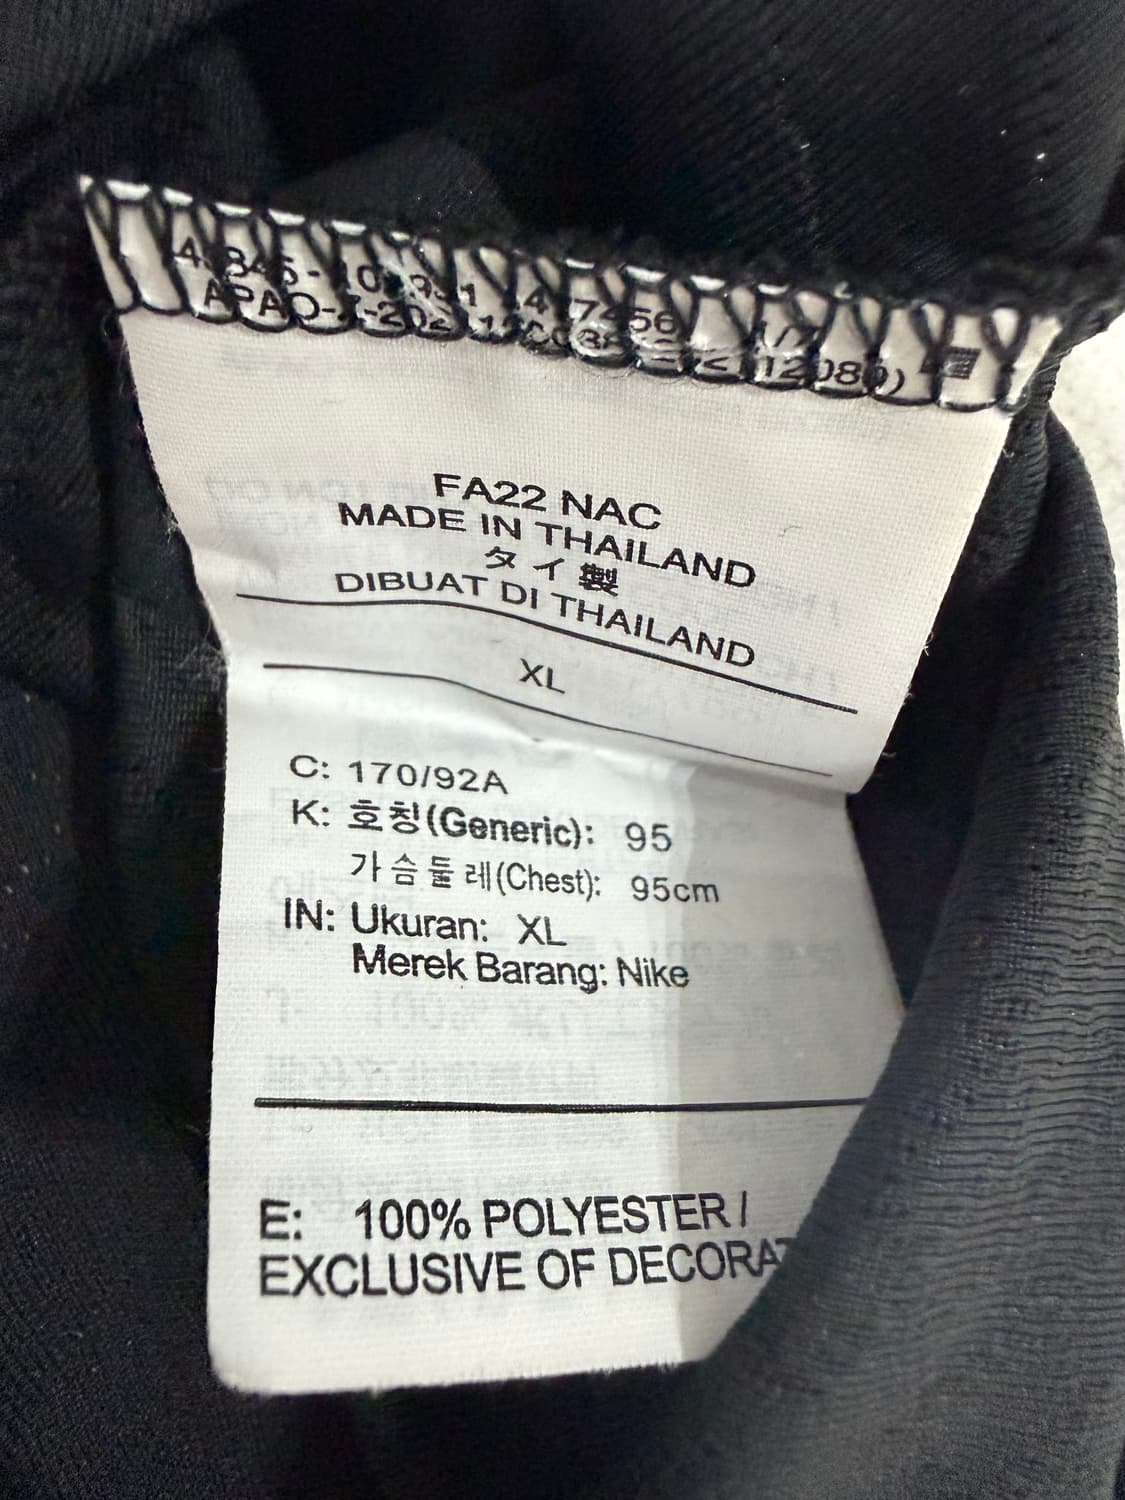 FA22 NAC
MADE IN THAILAND
タイ製
DIBUAT DI THAILAND
XL
C: 170/92A
K: 호칭(Generic): 95
가슴둘레(Chest): 95cm
IN: Ukuran: XL
Merek Barang: Nike
E: 100% POLYESTER /
EXCLUSIVE OF